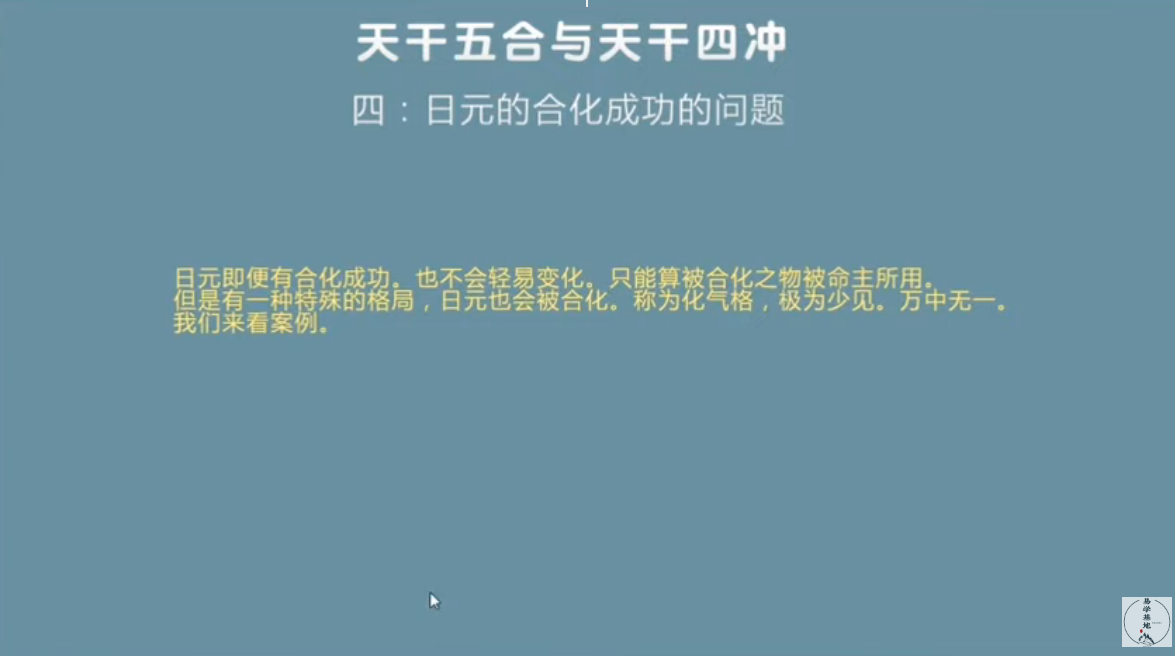 天干五合与天干四冲
四：日元的合化成功的问题
日元即便有合化成功。也不会轻易变化。只能算被合化之物被命主所用。
但是有一种特殊的格局，日元也会被合化。称为化气格，极为少见。万中无一。
我们来看案例。
易学基地